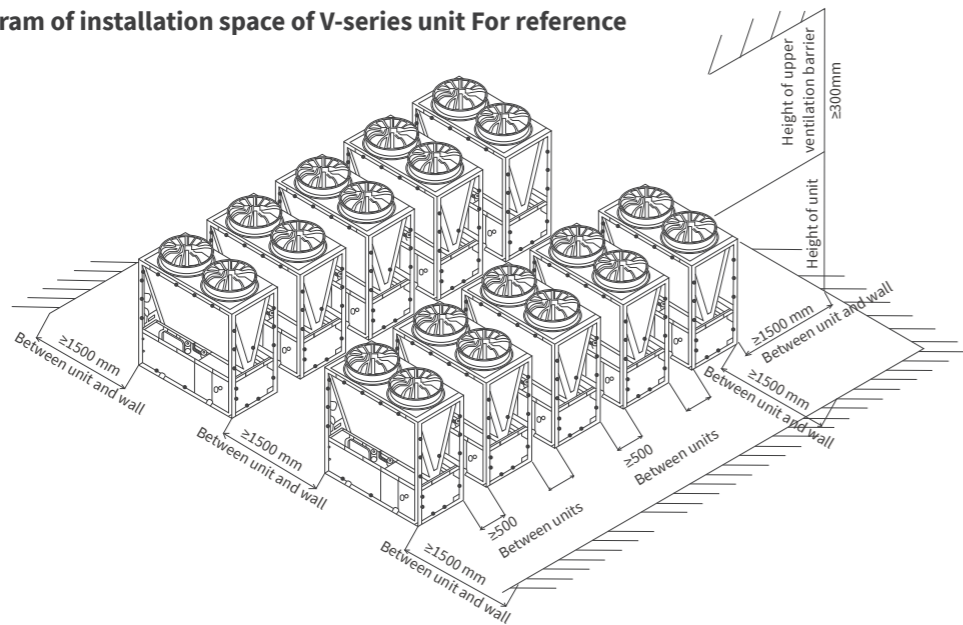 ram of installation space of V-series unit For reference
Height of upper
ventilation barrier
≥300mm
Height of unit
≥1500 mm
Between unit and wall
≥1500 mm
Between unit and wall
≥1500 mm
Between unit and wall
≥1500 mm
Between unit and wall
≥500
Between units
≥500
Between units
≥1500 mm
Between unit and wall